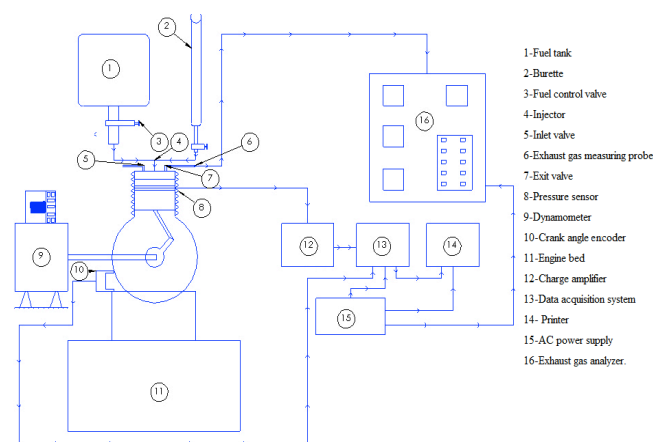 1
2
3
4
5
6
7
8
9
10
11
12
13
14
15
16
1-Fuel tank
2-Burette
3-Fuel control valve
4-Injector
5-Inlet valve
6-Exhaust gas measuring probe
7-Exit valve
8-Pressure sensor
9-Dynamometer
10-Crank angle encoder
11-Engine bed
12-Charge amplifier
13-Data acquisition system
14- Printer
15-AC power supply
16-Exhaust gas analyzer.